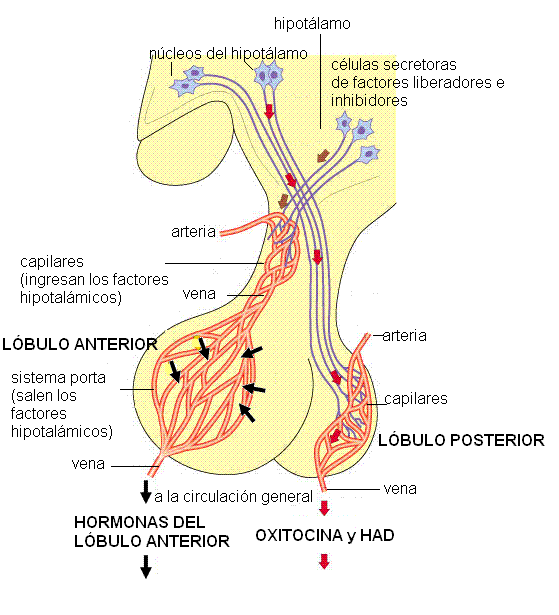 hipotálamo
núcleos del hipotálamo
células secretoras
de factores liberadores e
inhibidores
arteria
capilares
(ingresan los factores
hipotalámicos)
vena
LÓBULO ANTERIOR
sistema porta
(salen los
factores
hipotalámicos)
vena
arteria
capilares
LÓBULO POSTERIOR
vena
a la circulación general
HORMONAS DEL
LÓBULO ANTERIOR
OXITOCINA y HAD